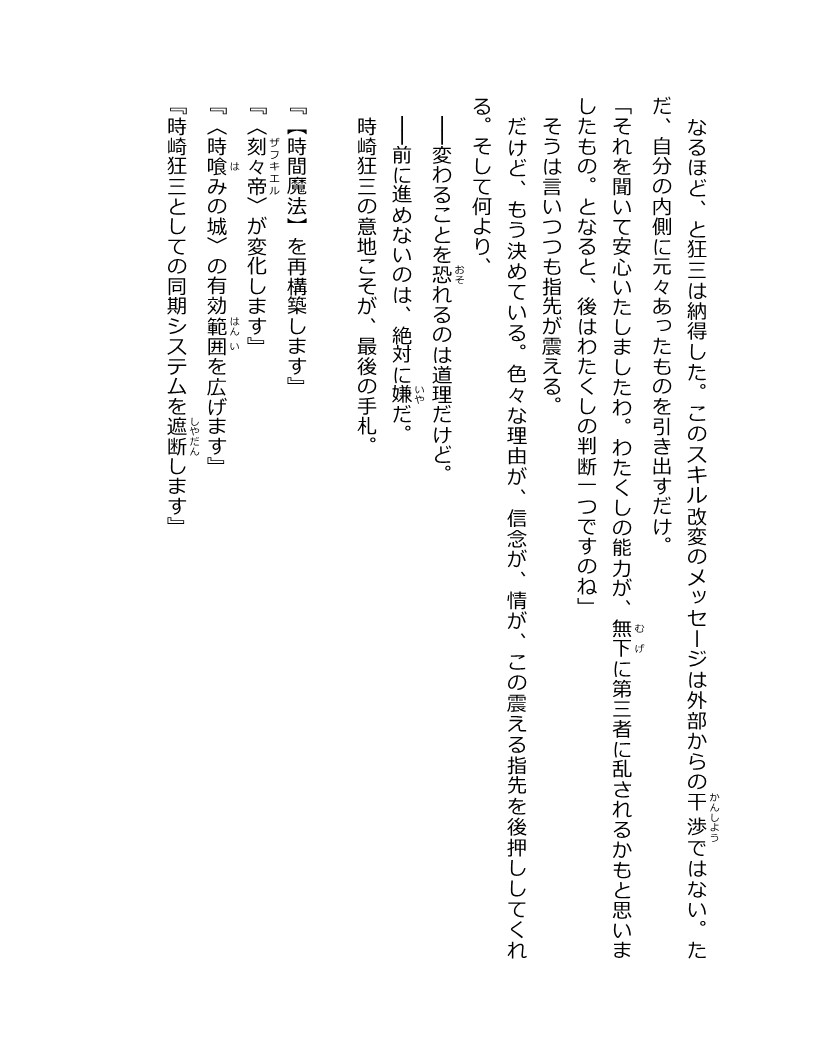 なるほど、と狂三は納得した。このスキル改変のメッセージは外部からの干渉ではない。た
だ、自分の内側に元々あったものを引き出すだけ。
「それを聞いて安心いたしましたわ。わたくしの能力が、無下に第三者に乱されるかもと思いま
したもの。となると、後はわたくしの判断一つですのね」
そうは言いつつも指先が震える。
だけど、もう決めている。色々な理由が、信念が、情が、この震える指先を後押ししてくれ
る。そして何より、
──変わることを恐れるのは道理だけど。
──前に進めないのは、絶対に嫌だ。
時崎狂三の意地こそが、最後の手札。
『【時間魔法】を再構築します』
『〈刻々帝〉が変化します』
『〈時喰みの城〉の有効範囲を広げます』
『時崎狂三としての同期システムを遮断します』